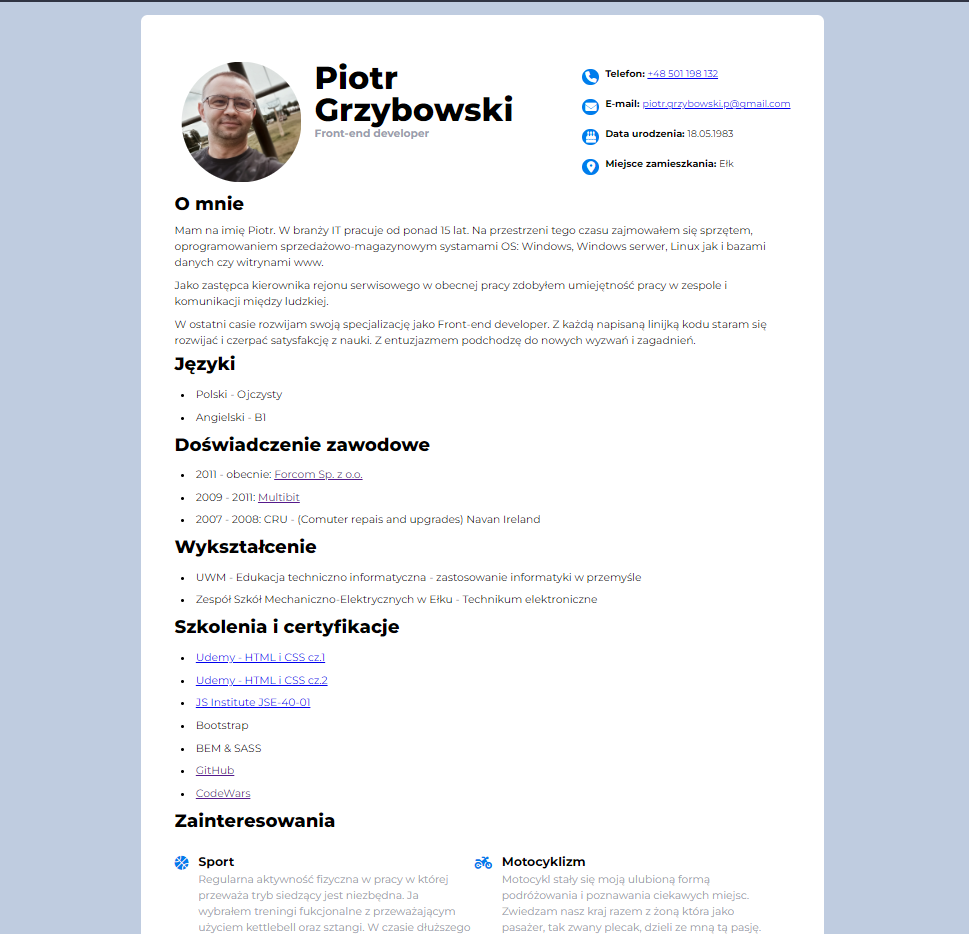 Piotr
Grzybowski
Front-end developer
Telefon: +48 501 198 132
E-mail: piotr.grzybowski.p@gmail.com
Data urodzenia: 18.05.1983
Miejsce zamieszkania: Ełk
O mnie
Mam na imię Piotr. W branży IT pracuje od ponad 15 lat. Na przestrzeni tego czasu zajmowałem się sprzętem,
oprogramowaniem sprzedażowo-magazynowym systamami OS: Windows, Windows serwer, Linux jak i bazami
danych czy witrynami www.
Jako zastępca kierownika rejonu serwisowego w obecnej pracy zdobyłem umiejętność pracy w zespole i
komunikacji między ludzkiej.
W ostatni casie rozwijam swoją specjalizację jako Front-end developer. Z każdą napisaną linijką kodu staram się
rozwijać i czerpać satysfakcję z nauki. Z entuzjazmem podchodzę do nowych wyzwań i zagadnień.
Języki
Polski - Ojczysty
Angielski - B1
Doświadczenie zawodowe
2011 - obecnie: Forcom Sp. z o.o.
2009 - 2011: Multibit
2007 - 2008: CRU - (Comuter repais and upgrades) Navan Ireland
Wykształcenie
UWM - Edukacja techniczno informatyczna - zastosowanie informatyki w przemyśle
Zespół Szkół Mechaniczno-Elektrycznych w Ełku - Technikum elektroniczne
Szkolenia i certyfikacje
Udemy - HTML i CSS cz.1
Udemy - HTML i CSS cz.2
JS Institute JSE-40-01
Bootstrap
BEM & SASS
GitHub
CodeWars
Zainteresowania
Sport
Regularna aktywność fizyczna w pracy w której
przeważa tryb siedzący jest niezbędna. Ja
wybrałem treningi fukcjonalne z przeważającym
użyciem kettlebell oraz sztangi. W czasie dłuższego
Motocyklizm
Motocykl stały się moją ulubioną formą
podróżowania i poznawania ciekawych miejsc.
Zwiedzam nasz kraj razem z żoną która jako
pasażer, tak zwany plecak, dzieli ze mną tą pasję.